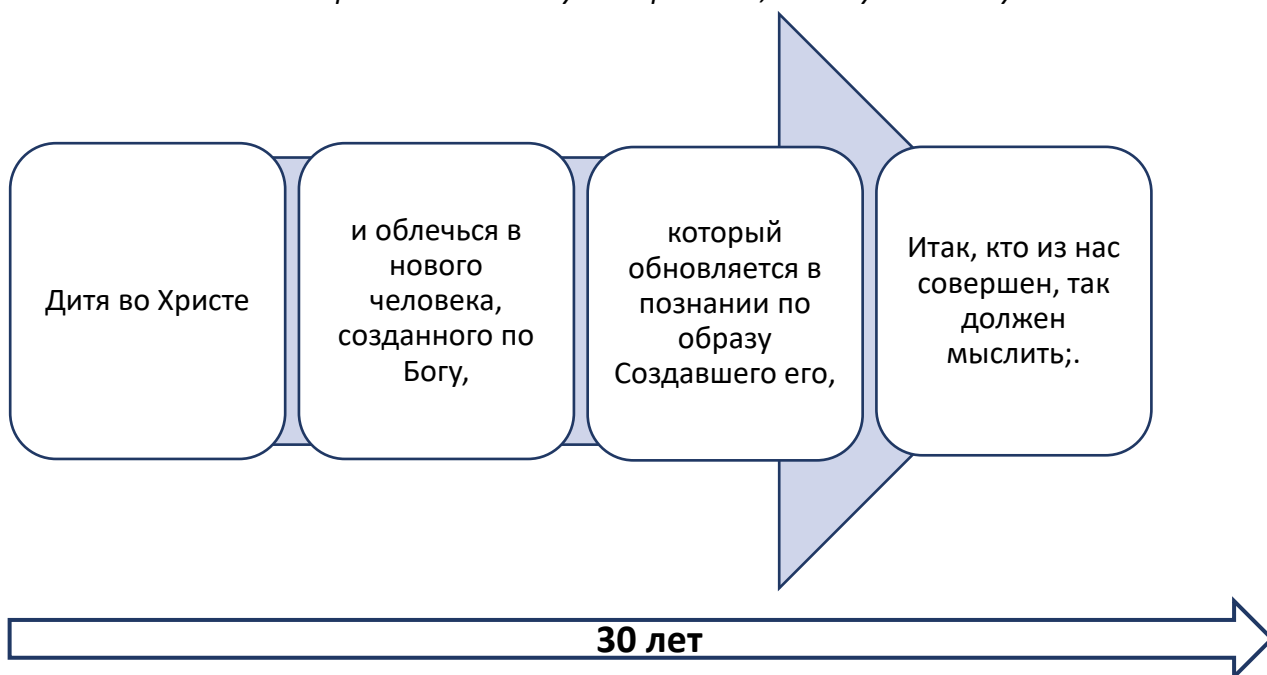 Дитя во Христе
и облечься в
нового
человека,
созданного по
Богу,
который
обновляется в
познании по
образу
Создавшего его,
Итак, кто из нас
совершен, так
должен
мыслить;.
30 лет